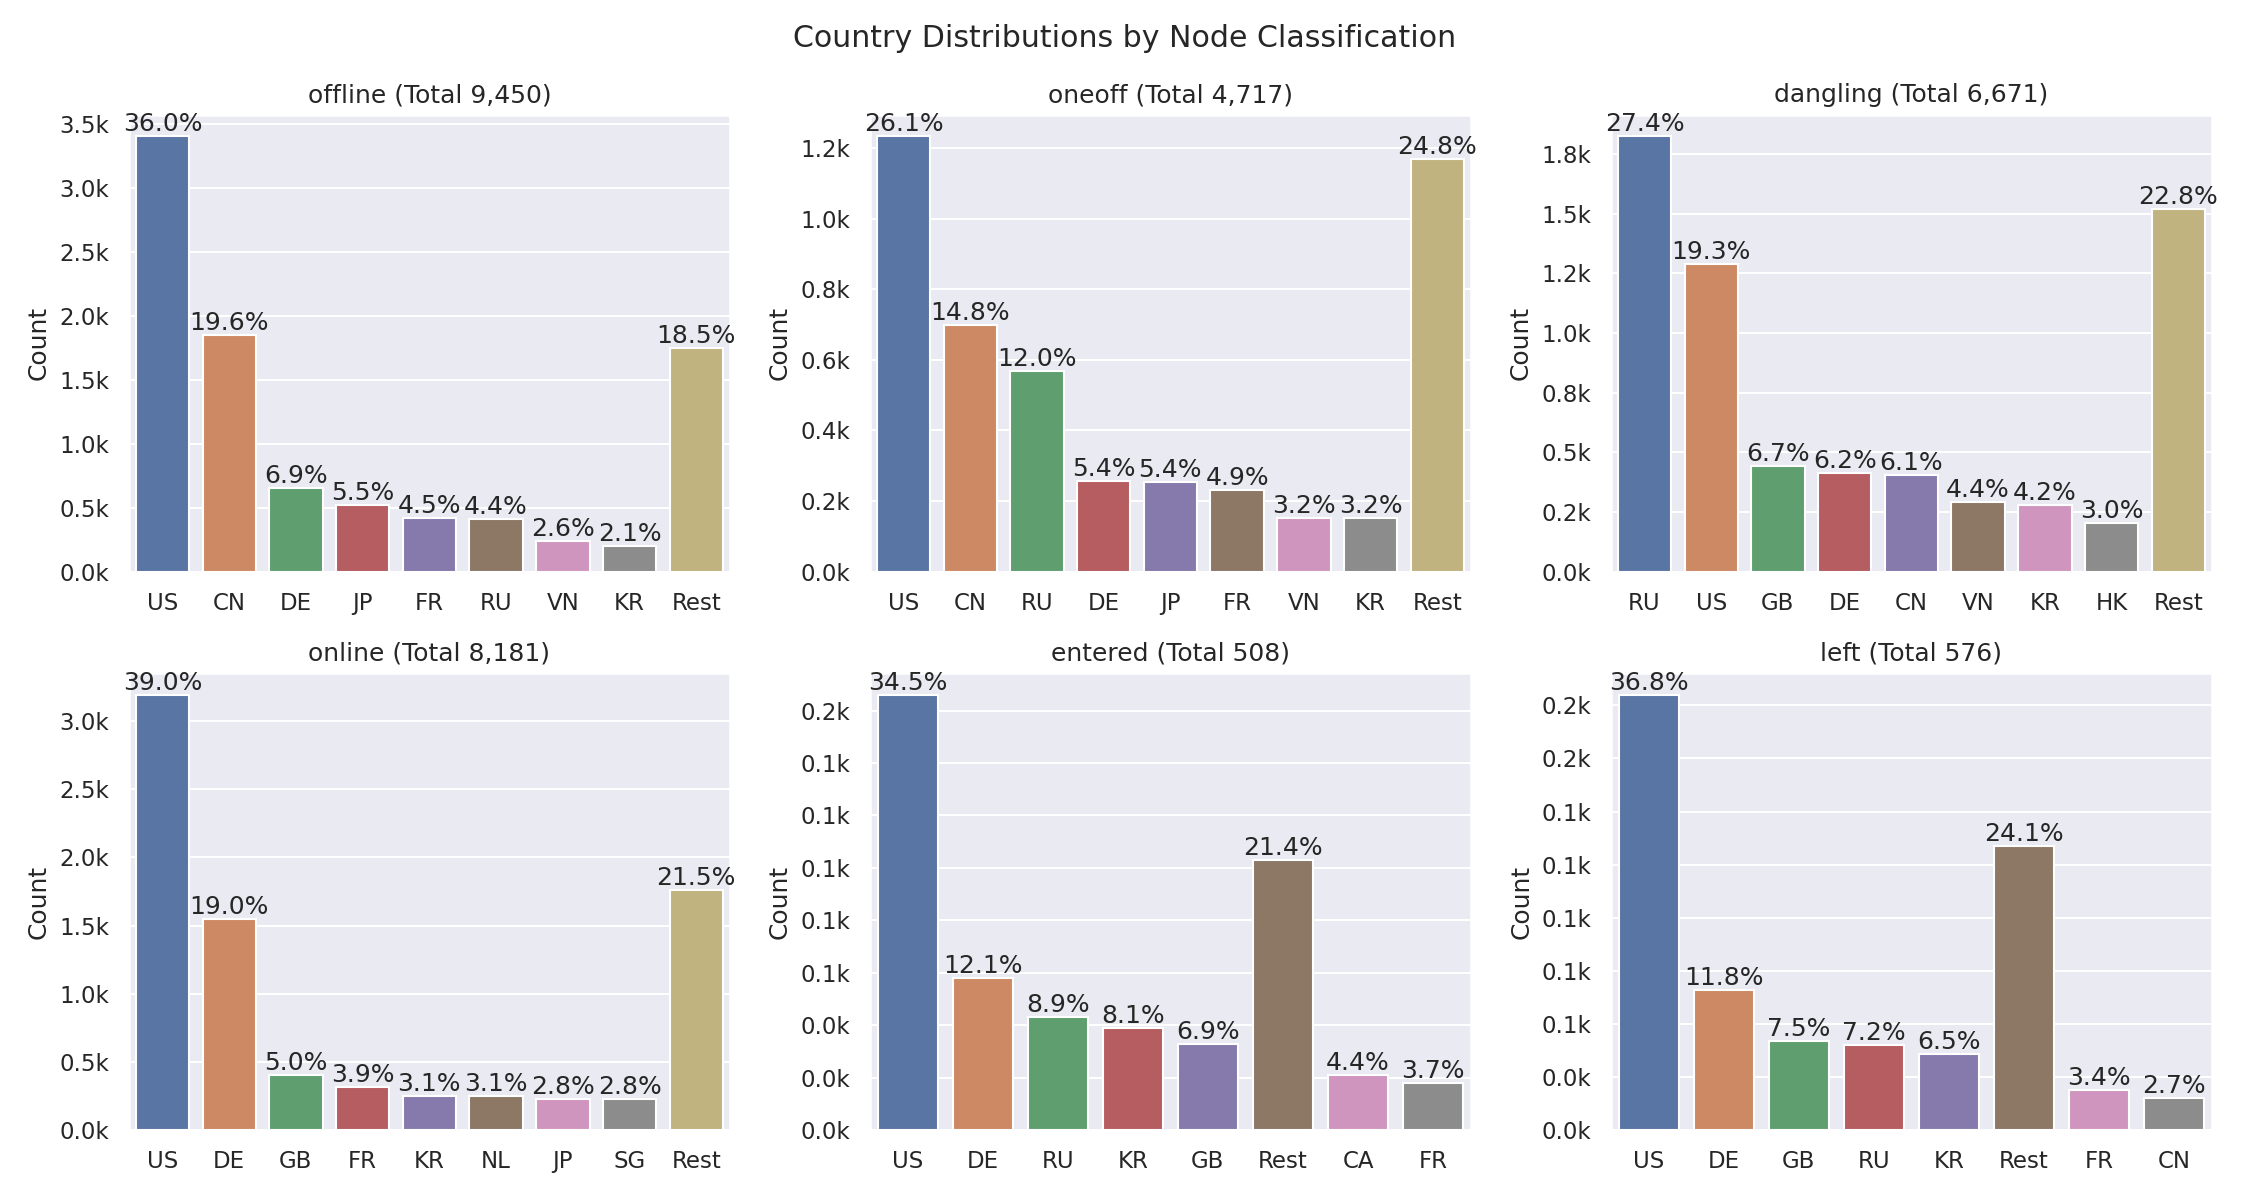 Country Distributions by Node Classification
offline (Total 9,450)
Count
3.5k
3.0k
2.5k
2.0k
1.5k
1.0k
0.5k
0.0k
36.0%
19.6%
6.9%
5.5%
4.5%
4.4%
2.6%
2.1%
18.5%
US CN DE JP FR RU VN KR Rest
oneoff (Total 4,717)
Count
1.2k
1.0k
0.8k
0.6k
0.4k
0.2k
0.0k
26.1%
14.8%
12.0%
5.4%
5.4%
4.9%
3.2%
3.2%
24.8%
US CN RU DE JP FR VN KR Rest
dangling (Total 6,671)
Count
1.8k
1.5k
1.2k
1.0k
0.8k
0.5k
0.2k
0.0k
27.4%
19.3%
6.7%
6.2%
6.1%
4.4%
4.2%
3.0%
22.8%
RU US GB DE CN VN KR HK Rest
online (Total 8,181)
Count
3.0k
2.5k
2.0k
1.5k
1.0k
0.5k
0.0k
39.0%
19.0%
5.0%
3.9%
3.1%
3.1%
2.8%
2.8%
21.5%
US DE GB FR KR NL JP SG Rest
entered (Total 508)
Count
0.2k
0.1k
0.1k
0.1k
0.1k
0.1k
0.0k
0.0k
0.0k
34.5%
12.1%
8.9%
8.1%
6.9%
21.4%
4.4%
3.7%
US DE RU KR GB Rest CA FR
left (Total 576)
Count
0.2k
0.2k
0.1k
0.1k
0.1k
0.1k
0.1k
0.0k
0.0k
36.8%
11.8%
7.5%
7.2%
6.5%
24.1%
3.4%
2.7%
US DE GB RU KR Rest FR CN